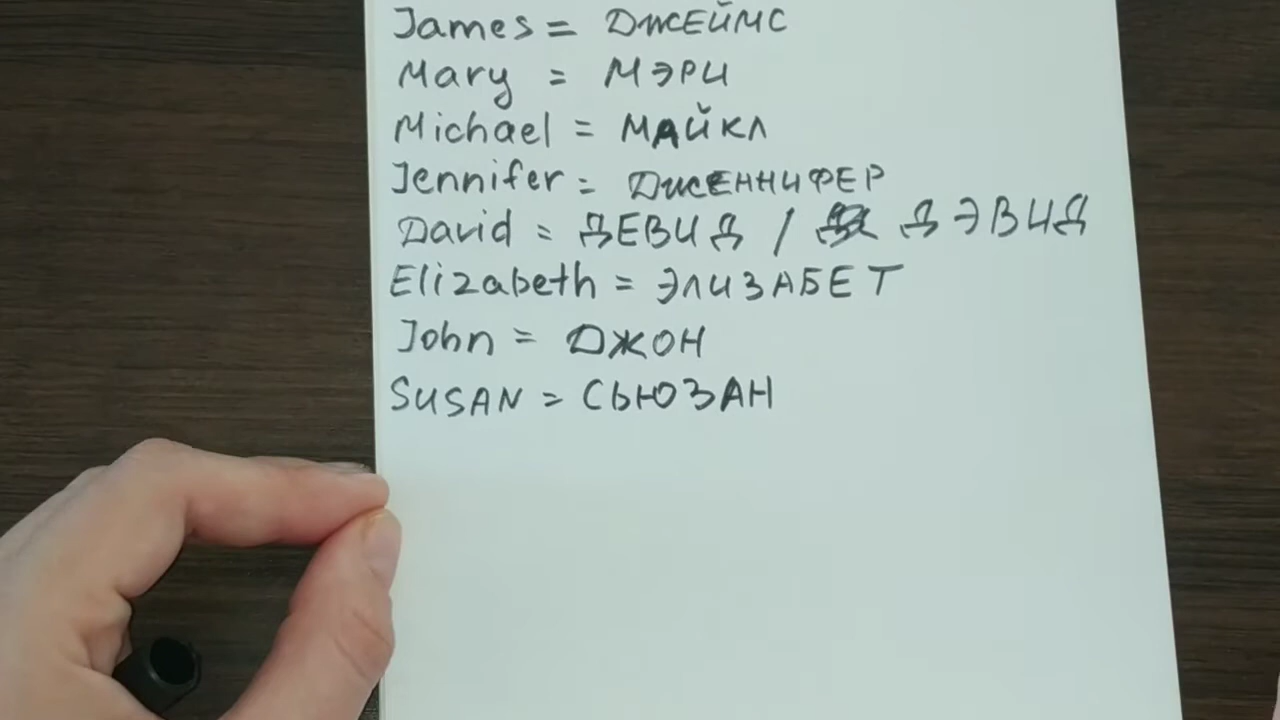 James = ДЖЕЙМС
Mary = МЭРИ
Michael = МАЙКЛ
Jennifer = ДЖЕННИФЕР
David = ДЕВИД / ДЭВИД
Elizabeth = ЭЛИЗАБЕТ
John = ДЖОН
SUSAN = СЬЮЗАН